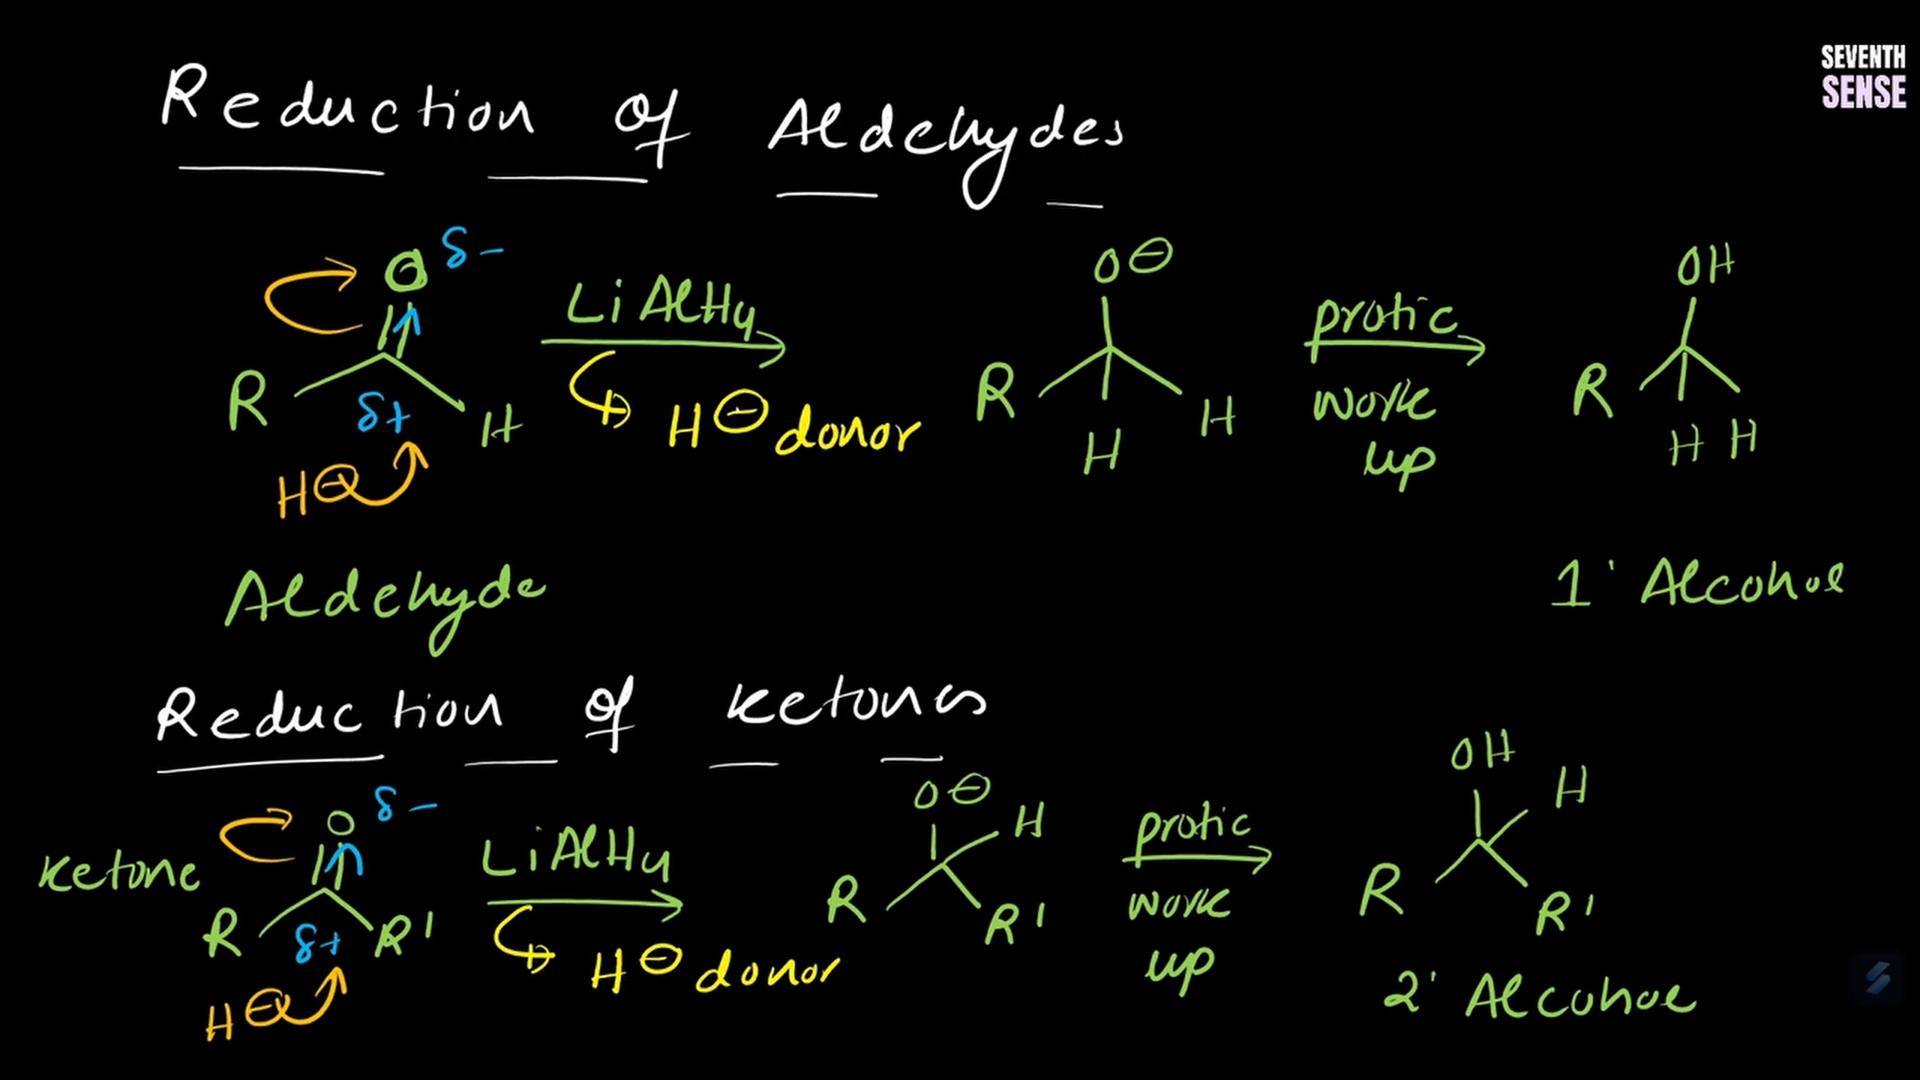 SEVENTH
SENSE
Reduction of Aldehydes
O δ-
R δ+ H
H⊖
LiAlH4
H⊖ donor
O⊖
R H H
protic
work
up
OH
R H H
Aldehyde
1° Alcohol
Reduction of ketones
ketone
O δ-
R δ+ R'
H⊖
LiAlH4
H⊖ donor
O⊖ H
R R'
protic
work
up
OH H
R R'
2° Alcohol